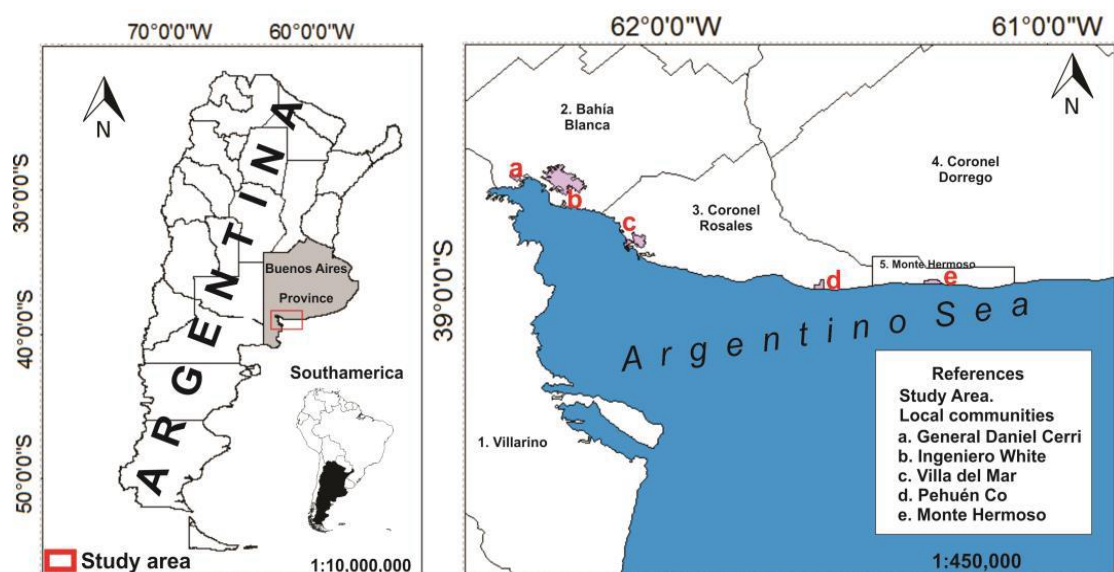 70°0'0"W 60°0'0"W
30°0'0"S
40°0'0"S
50°0'0"S
N
ARGENTINA
Buenos Aires
Province
Southamerica
Study area
1:10,000,000
62°0'0"W 61°0'0"W
39°0'0"S
N
2. Bahía
Blanca
4. Coronel
Dorrego
3. Coronel
Rosales
5. Monte Hermoso
1. Villarino
a
b
c
d
e
Argentino Sea
References
Study Area.
Local communities
a. General Daniel Cerri
b. Ingeniero White
c. Villa del Mar
d. Pehuén Co
e. Monte Hermoso
1:450,000